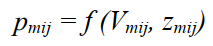 p_mij = f (V_mij, z_mij)